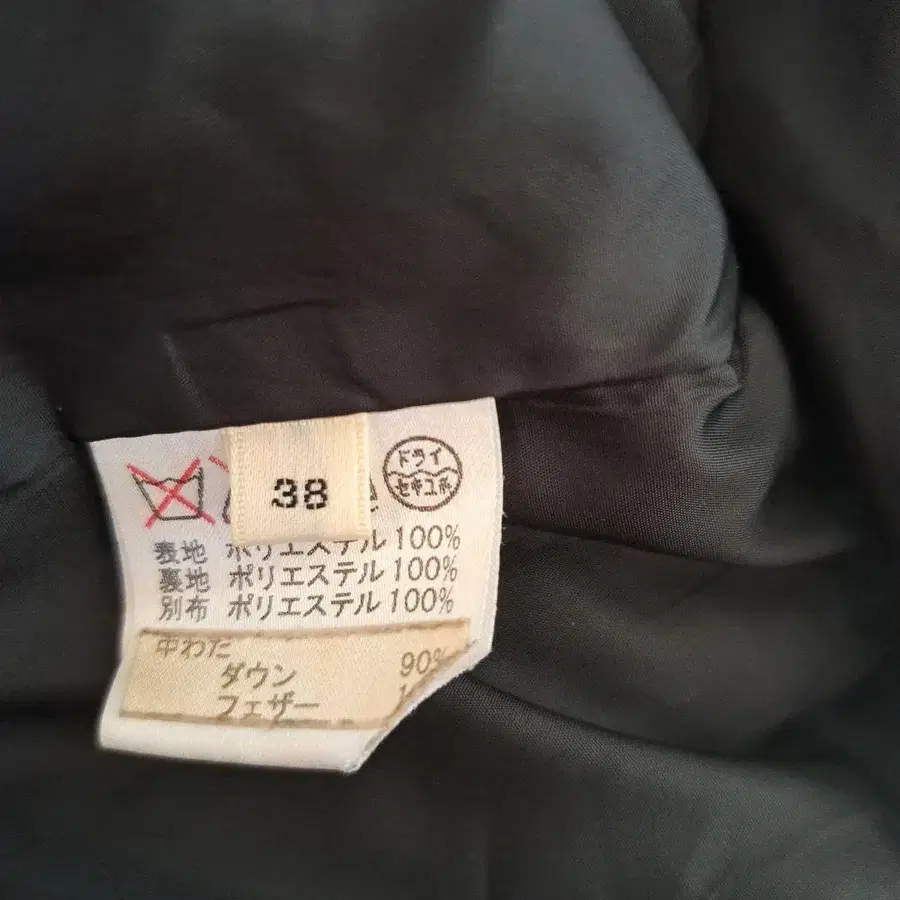 38
ドライ
セキユ系
表地 ポリエステル 100%
裏地 ポリエステル 100%
別布 ポリエステル 100%
中わた
ダウン 90%
フェザー